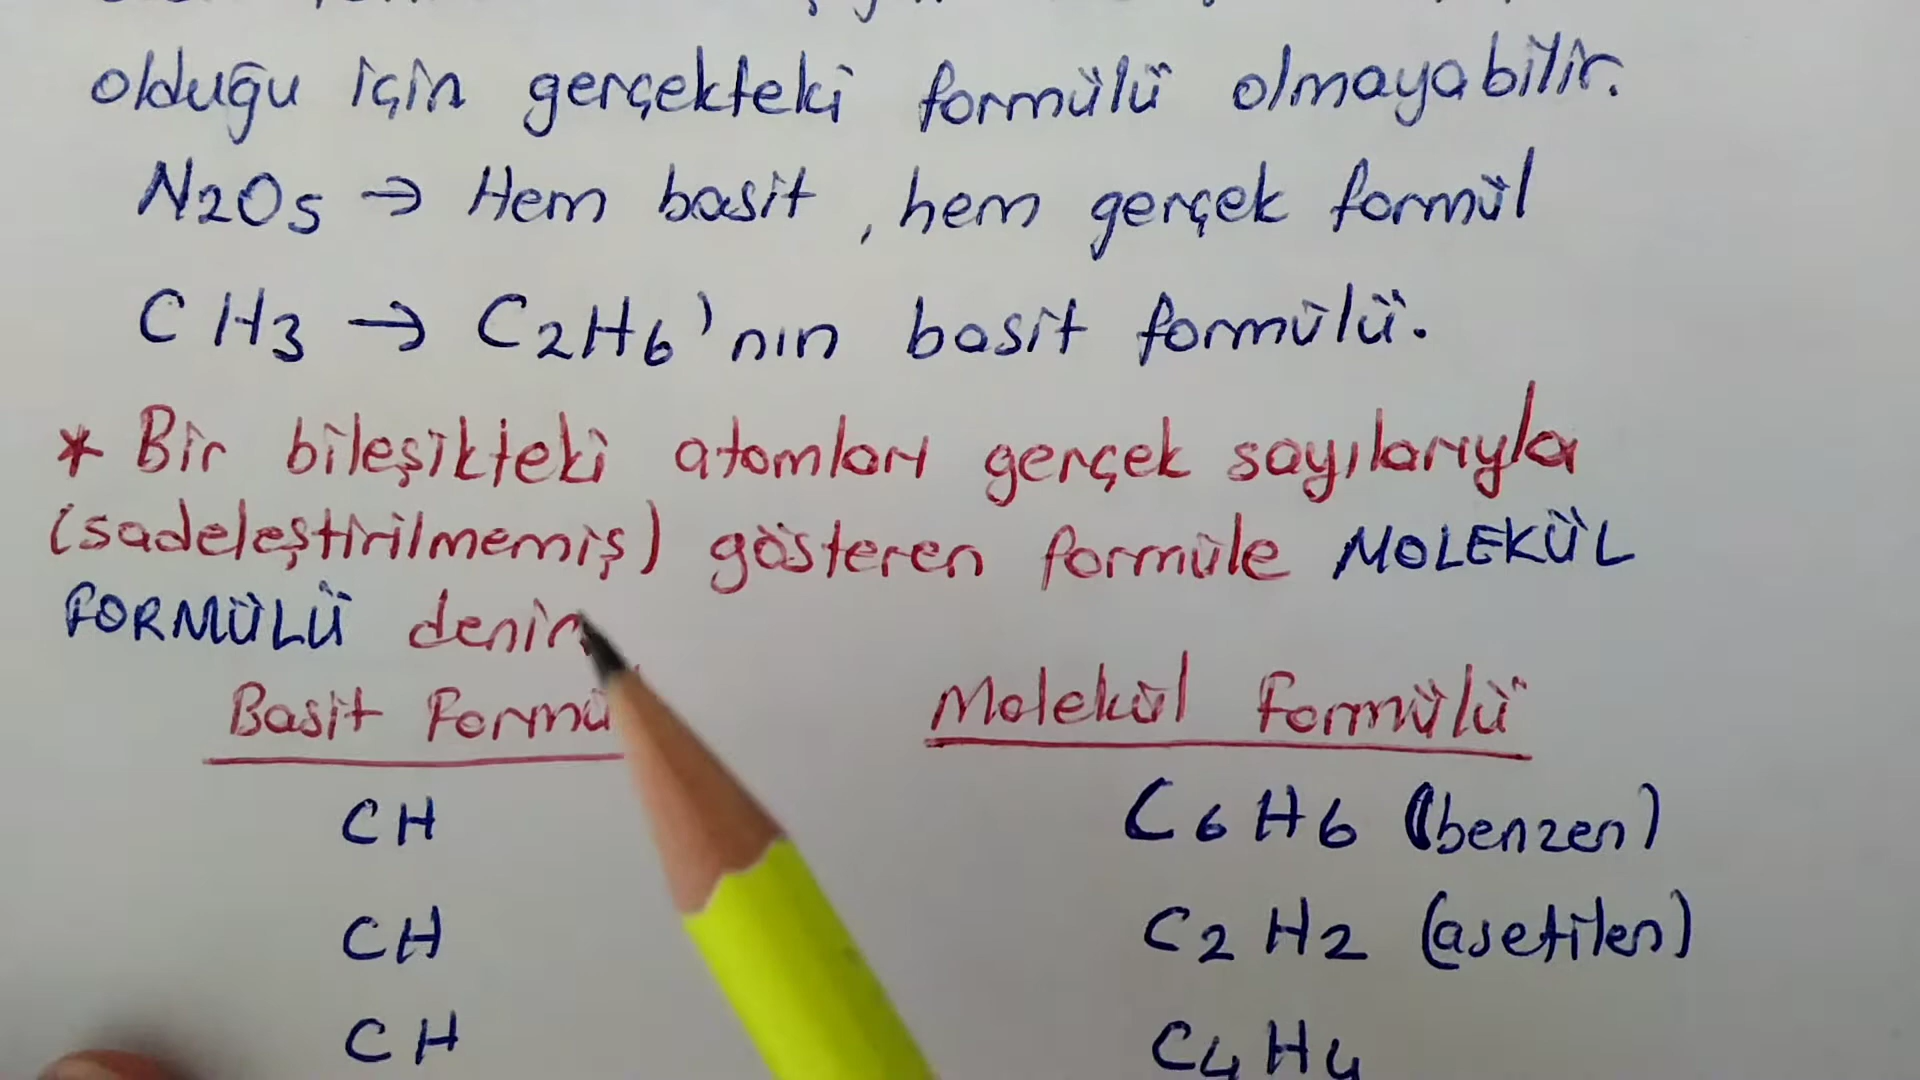 olduğu için gerçekteki formülü olmayabilir.
N2O5 → Hem basit, hem gerçek formül
CH3 → C2H6'nın basit formülü.
* Bir bileşikteki atomları gerçek sayılarıyla
(sadeleştirilmemiş) gösteren formüle MOLEKÜL
FORMÜLÜ denir
Basit Formü Molekül Formülü
CH C6H6 (benzen)
CH C2H2 (asetilen)
CH C4H4